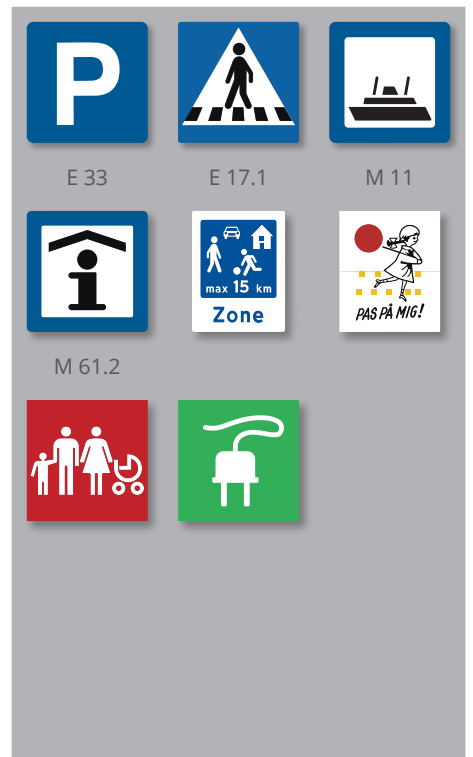 P
E 33
E 17.1
M 11
M 61.2
max 15 km
Zone
PAS PÅ MIG!